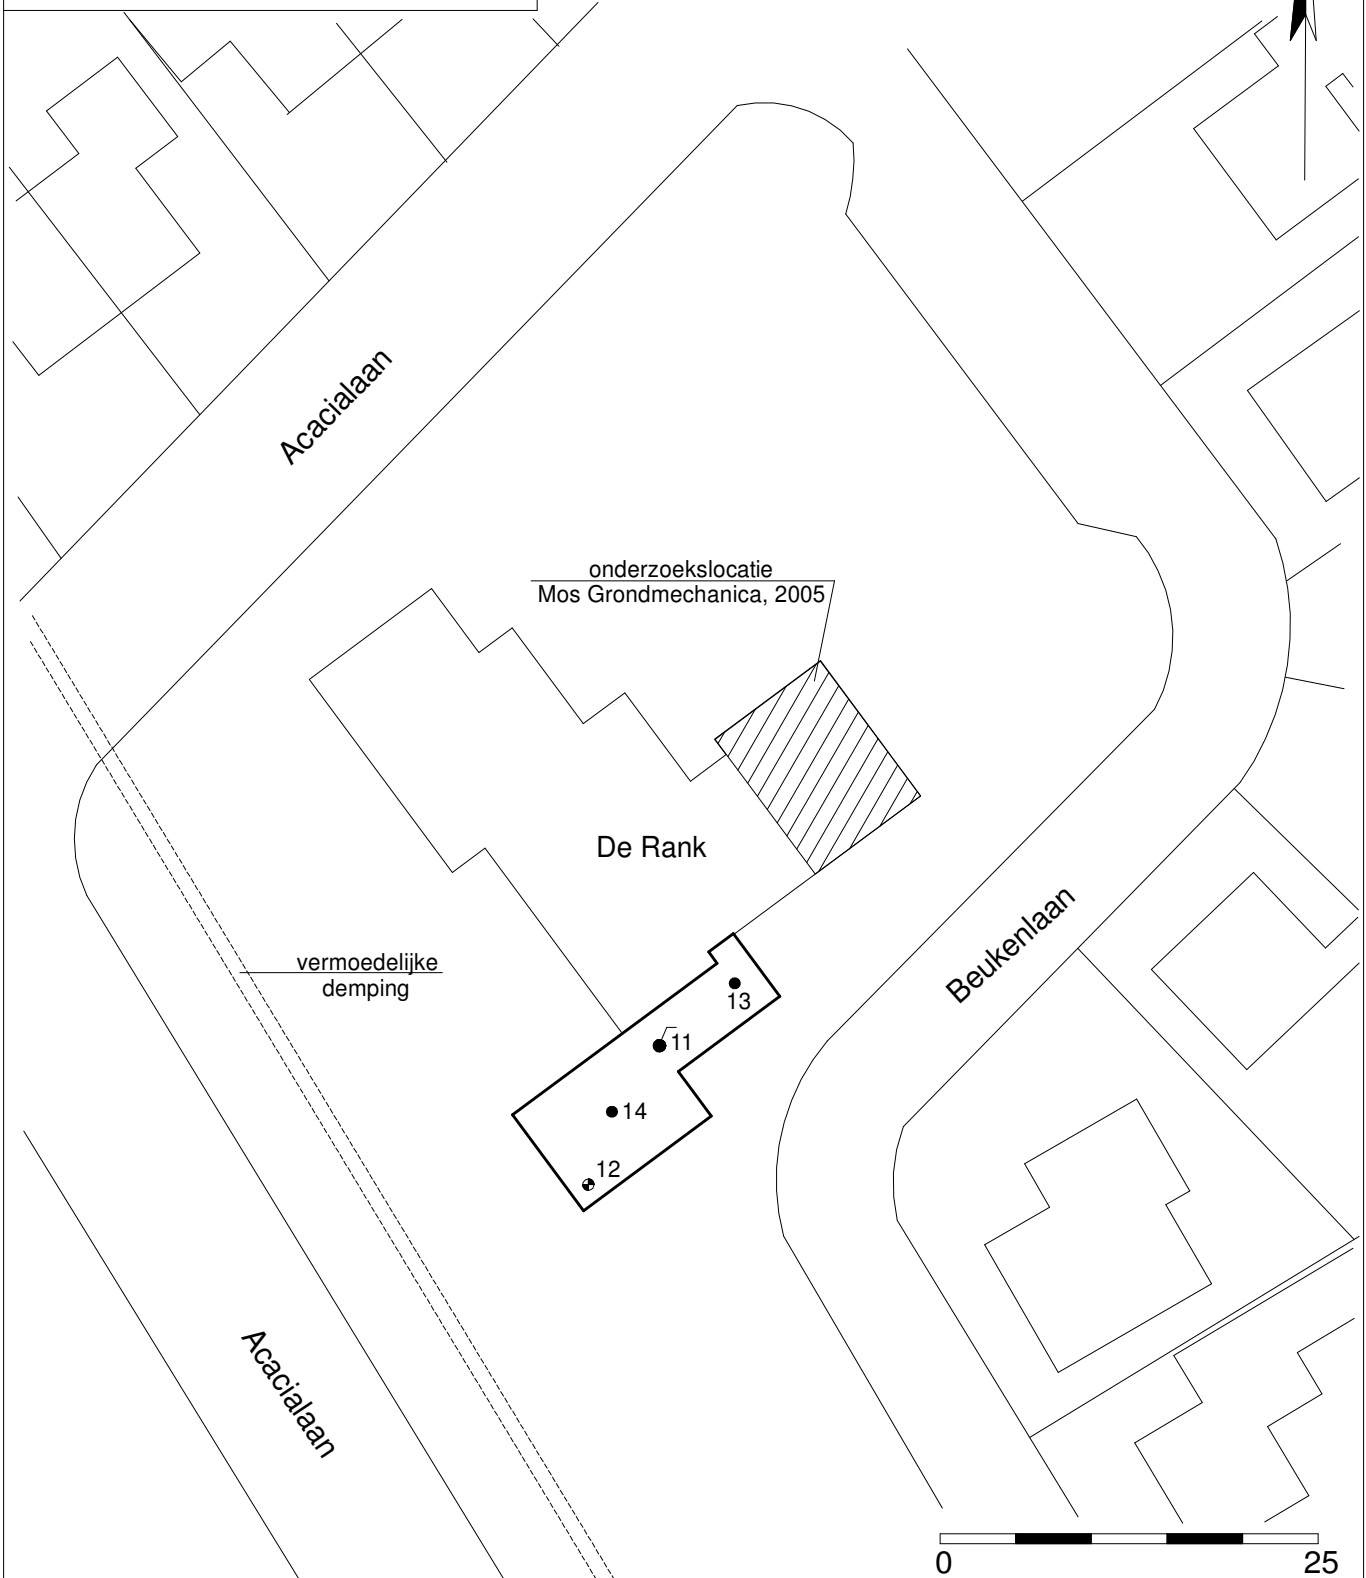 Acacialaan
onderzoekslocatie
Mos Grondmechanica, 2005
De Rank
Beukenlaan
vermoedelijke
demping
13
11
14
12
Acacialaan
0 25